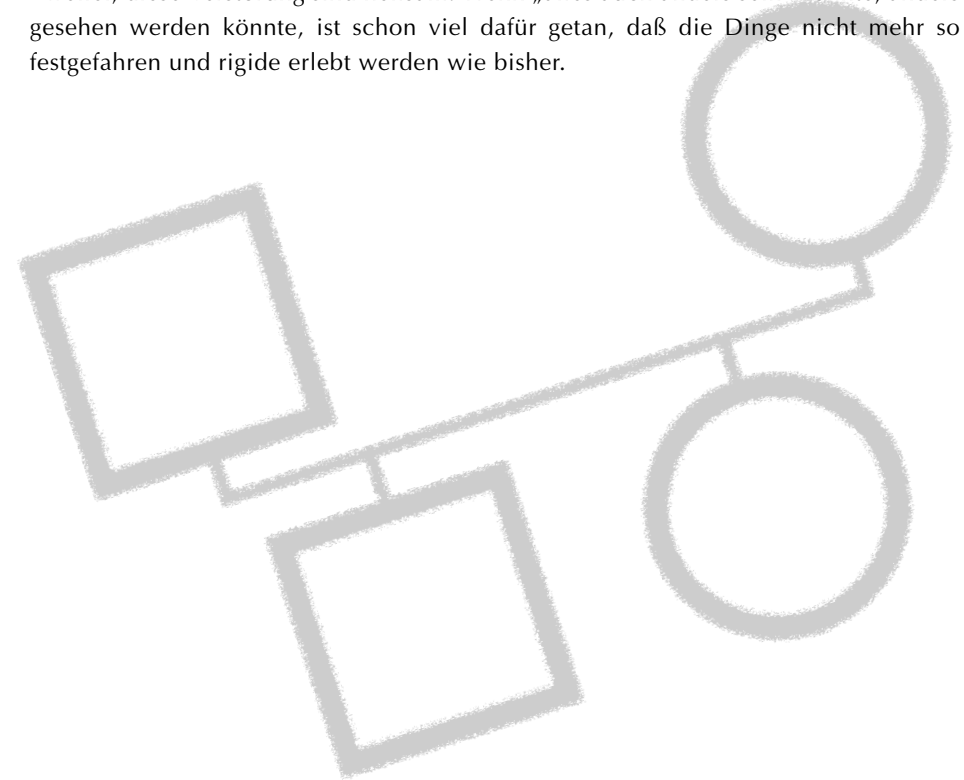 gesehen werden könnte, ist schon viel dafür getan, daß die Dinge nicht mehr so
festgefahren und rigide erlebt werden wie bisher.